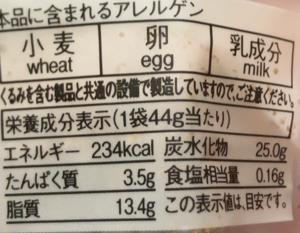 本品に含まれるアレルゲン
小麦 卵 乳成分
wheat egg milk
くるみを含む製品と共通の設備で製造していますので、ご注意ください。
栄養成分表示(1袋44g当たり)
エネルギー 234kcal 炭水化物 25.0g
たんぱく質 3.5g 食塩相当量 0.16g
脂質 13.4g この表示値は、目安です。